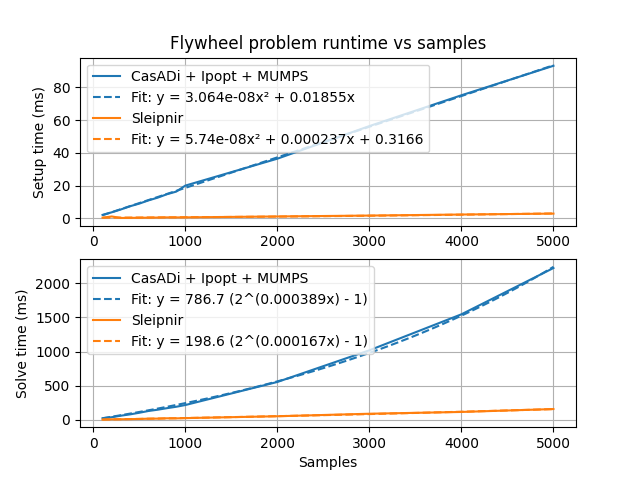 Flywheel problem runtime vs samples
Setup time (ms)
80
60
40
20
0
CasADi + Ipopt + MUMPS
Fit: y = 3.064e-08x² + 0.01855x
Sleipnir
Fit: y = 5.74e-08x² + 0.000237x + 0.3166
0 1000 2000 3000 4000 5000
Solve time (ms)
2000
1500
1000
500
0
CasADi + Ipopt + MUMPS
Fit: y = 786.7 (2^(0.000389x) - 1)
Sleipnir
Fit: y = 198.6 (2^(0.000167x) - 1)
0 1000 2000 3000 4000 5000
Samples